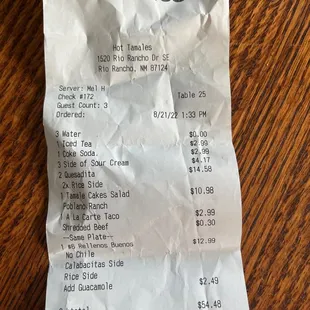 Hot Tamales
1520 Rio Rancho Dr SE
Rio Rancho, NM 87124
Server: Mel H
Check #172 Table 25
Guest Count: 3
Ordered: 8/21/22 1:33 PM
3 Water $0.00
1 Iced Tea $2.99
1 Coke Soda. $2.99
3 Side of Sour Cream $4.17
2 Quesadita $14.58
2x Rice Side
1 Tamale Cakes Salad $10.98
Poblano Ranch
1 A La Carte Taco $2.99
Shredded Beef $0.30
--Same Plate--
1 #6 Rellenos Buenos $12.99
No Chile
Calabacitas Side
Rice Side
Add Guacamole $2.49
$54.48